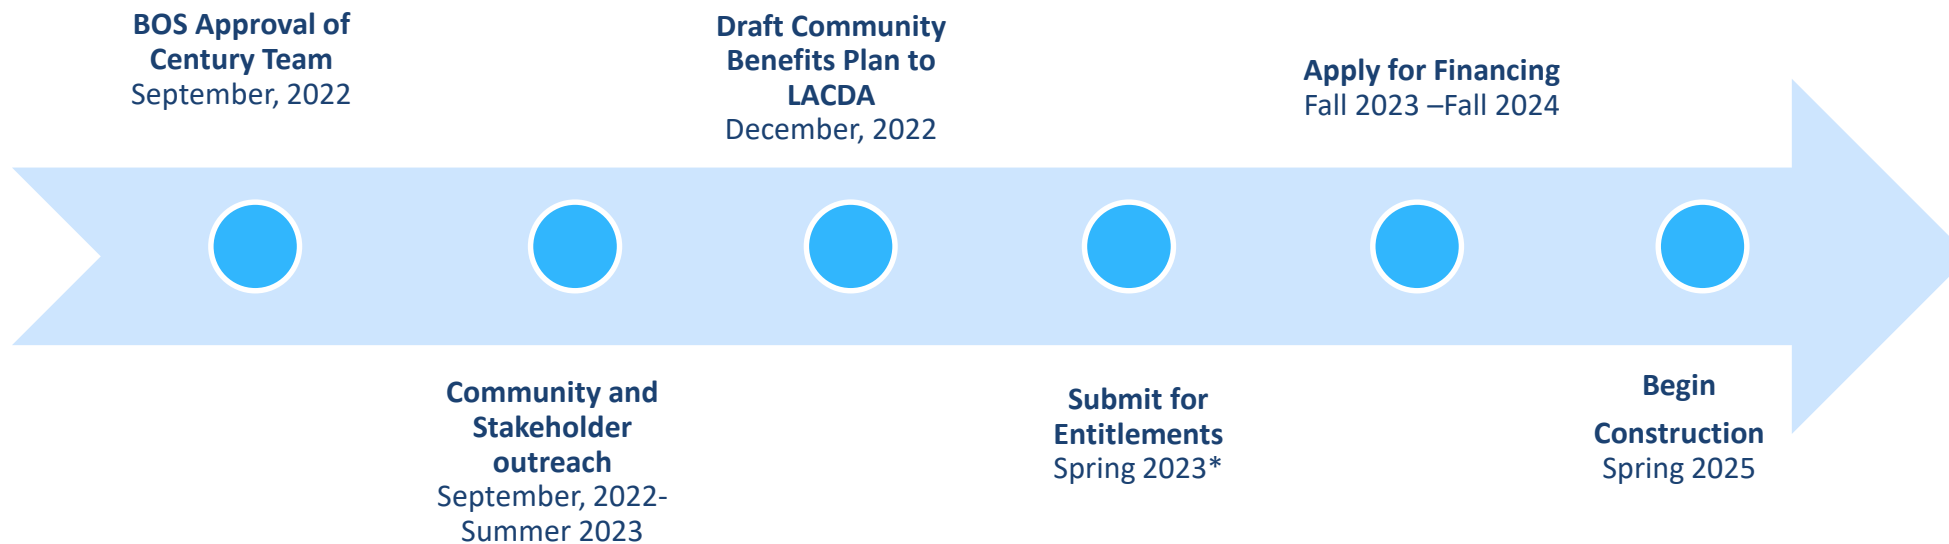 BOS Approval of
Century Team
September, 2022
Community and
Stakeholder
outreach
September, 2022-
Summer 2023
Draft Community
Benefits Plan to
LACDA
December, 2022
Submit for
Entitlements
Spring 2023*
Apply for Financing
Fall 2023 –Fall 2024
Begin
Construction
Spring 2025